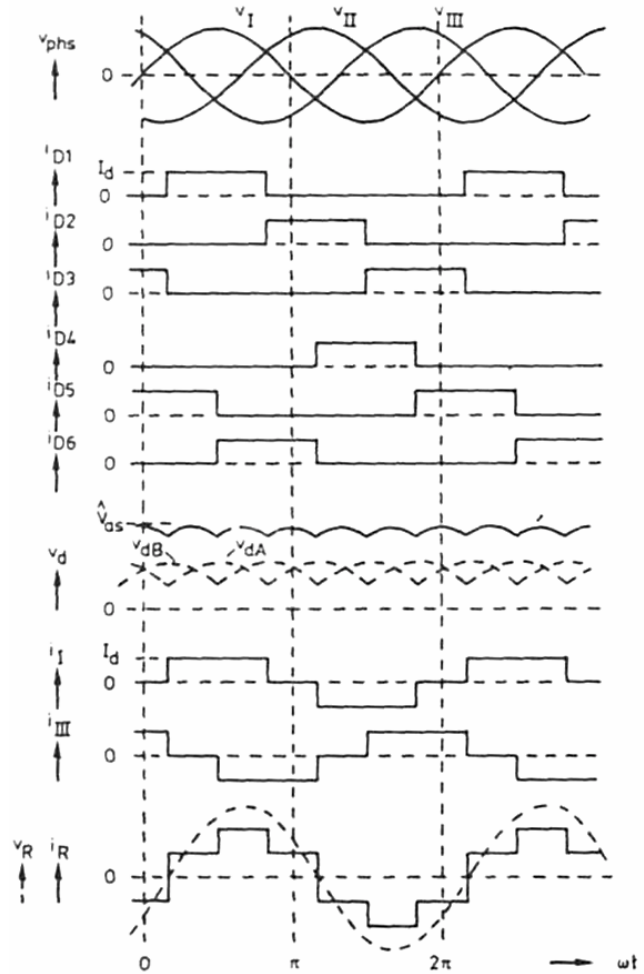 v_I v_II v_III
v_phs
0
i_D1
I_d
0
i_D2
0
i_D3
0
i_D4
0
i_D5
0
i_D6
0
V̂_as
v_dB v_dA
v_d
0
i_I
I_d
0
i_III
0
v_R i_R
0
0 π 2π ωt